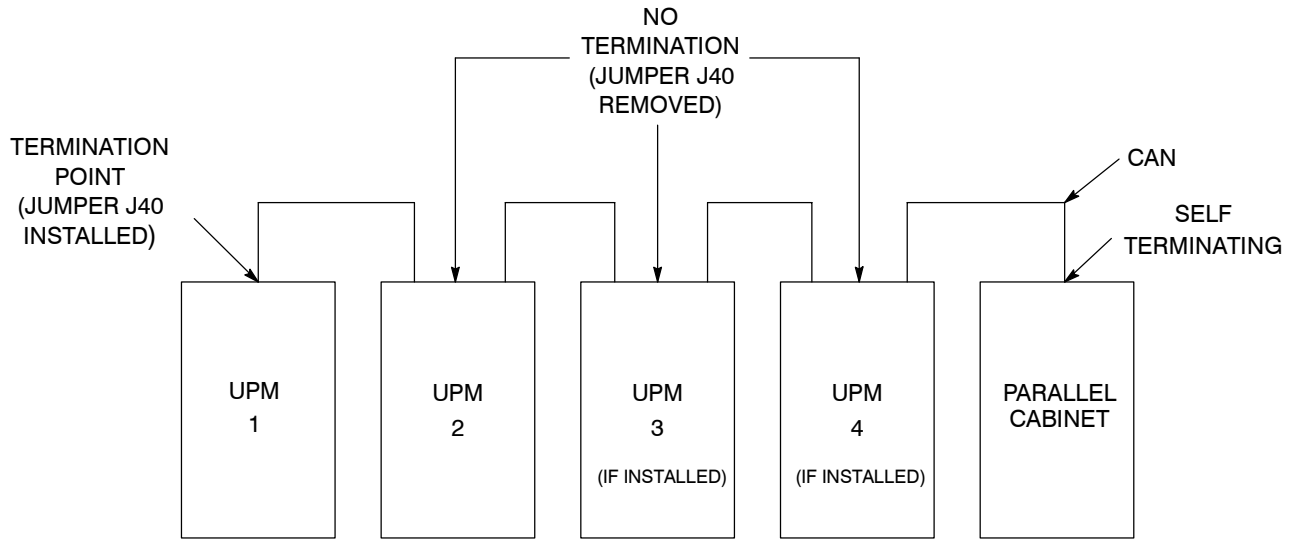 NO
TERMINATION
(JUMPER J40
REMOVED)
TERMINATION
POINT
(JUMPER J40
INSTALLED)
CAN
SELF
TERMINATING
UPM
1
UPM
2
UPM
3
(IF INSTALLED)
UPM
4
(IF INSTALLED)
PARALLEL
CABINET